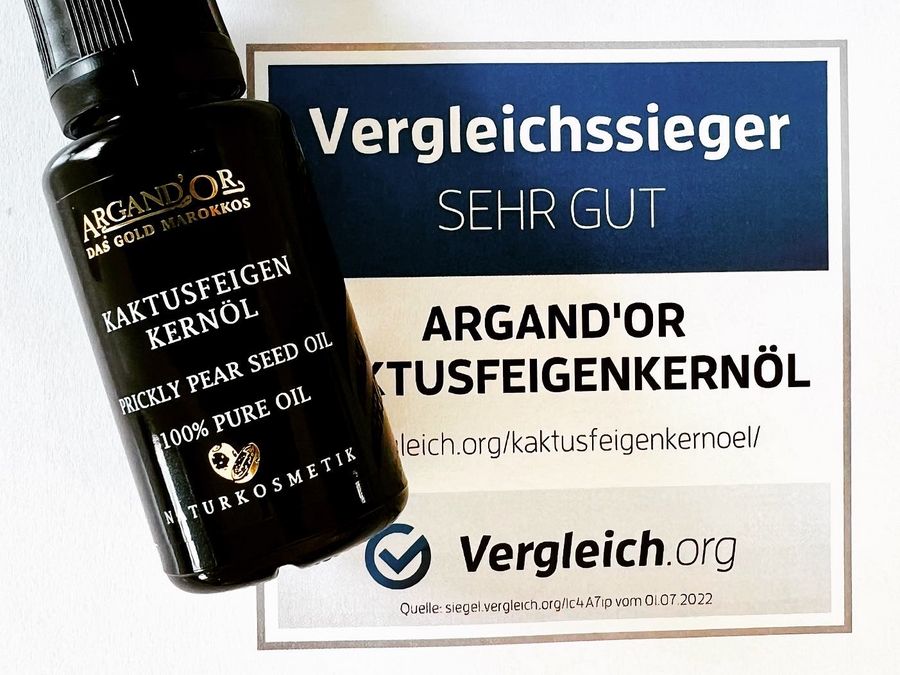 ARGAND'OR
DAS GOLD MAROKKOS
KAKTUSFEIGEN
KERNÖL
PRICKLY PEAR SEED OIL
100% PURE OIL
NATURKOSMETIK
Vergleichssieger
SEHR GUT
ARGAND'OR
KTUSFEIGENKERNÖL
leich.org/kaktusfeigenkernoel/
Vergleich.org
Quelle: siegel.vergleich.org/lc4A7ip vom 01.07.2022